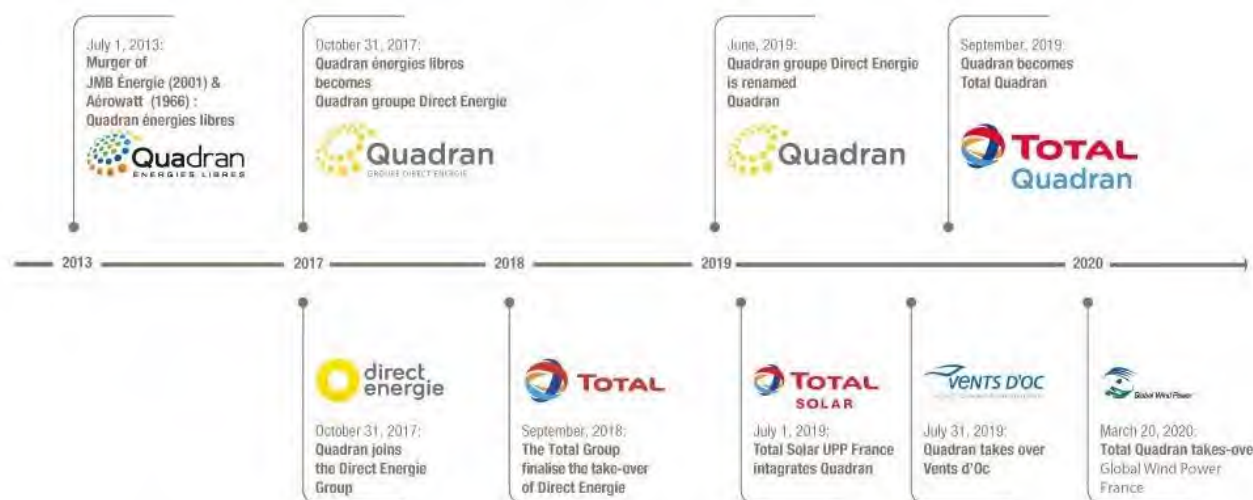 July 1, 2013:
Murger of
JMB Énergie (2001) &
Aérowatt (1966) :
Quadran énergies libres
Quadran
ÉNERGIES LIBRES
October 31, 2017:
Quadran énergies libres
becomes
Quadran groupe Direct Energie
Quadran
GROUPE DIRECT ENERGIE
June, 2019:
Quadran groupe Direct Energie
is renamed
Quadran
Quadran
September, 2019:
Quadran becomes
Total Quadran
TOTAL
Quadran
2013 2017 2018 2019 2020
direct
energie
October 31, 2017:
Quadran joins
the Direct Energie
Group
TOTAL
September, 2018:
The Total Group
finalise the take-over
of Direct Energie
TOTAL
SOLAR
July 1, 2019:
Total Solar UPP France
intagrates Quadran
VENTS D'OC
July 31, 2019:
Quadran takes over
Vents d'Oc
Global Wind Power
March 20, 2020:
Total Quadran takes-over
Global Wind Power
France